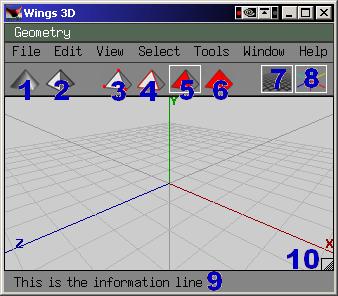 Wings 3D
Geometry
File Edit View Select Tools Window Help
1 2 3 4 5 6 7 8
Y
Z X
10
This is the information line 9